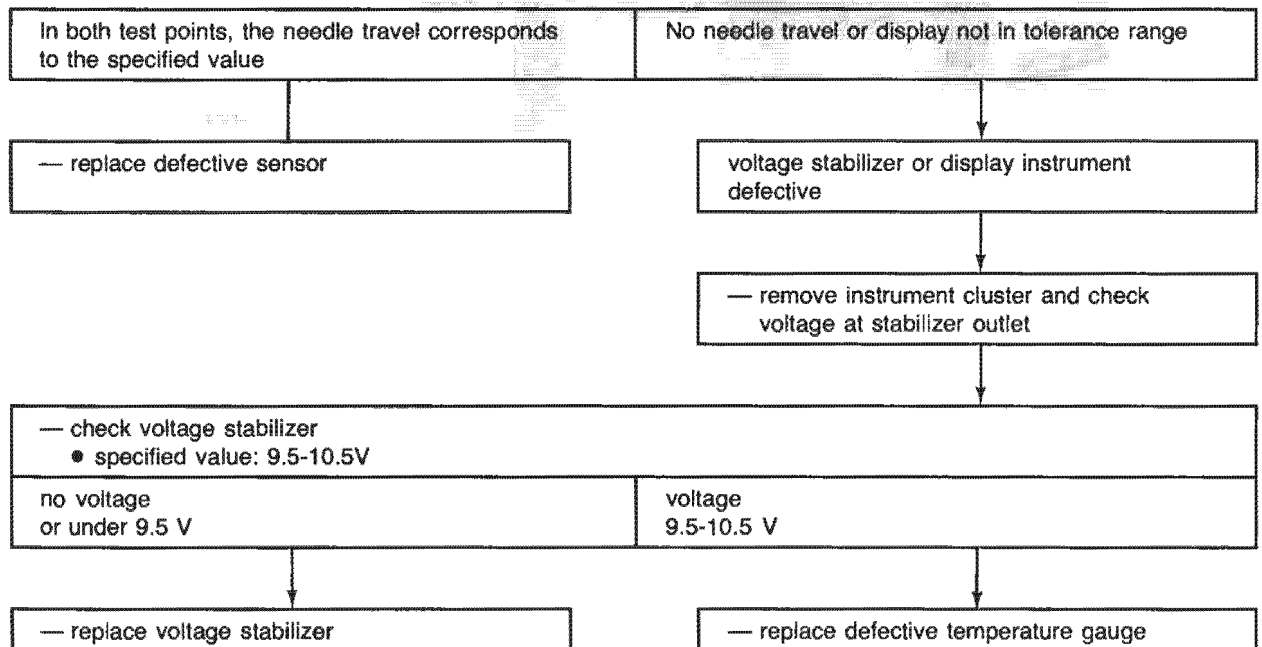 In both test points, the needle travel corresponds
to the specified value
No needle travel or display not in tolerance range
— replace defective sensor
voltage stabilizer or display instrument
defective
— remove instrument cluster and check
voltage at stabilizer outlet
— check voltage stabilizer
● specified value: 9.5-10.5V
no voltage
or under 9.5 V
voltage
9.5-10.5 V
— replace voltage stabilizer
— replace defective temperature gauge